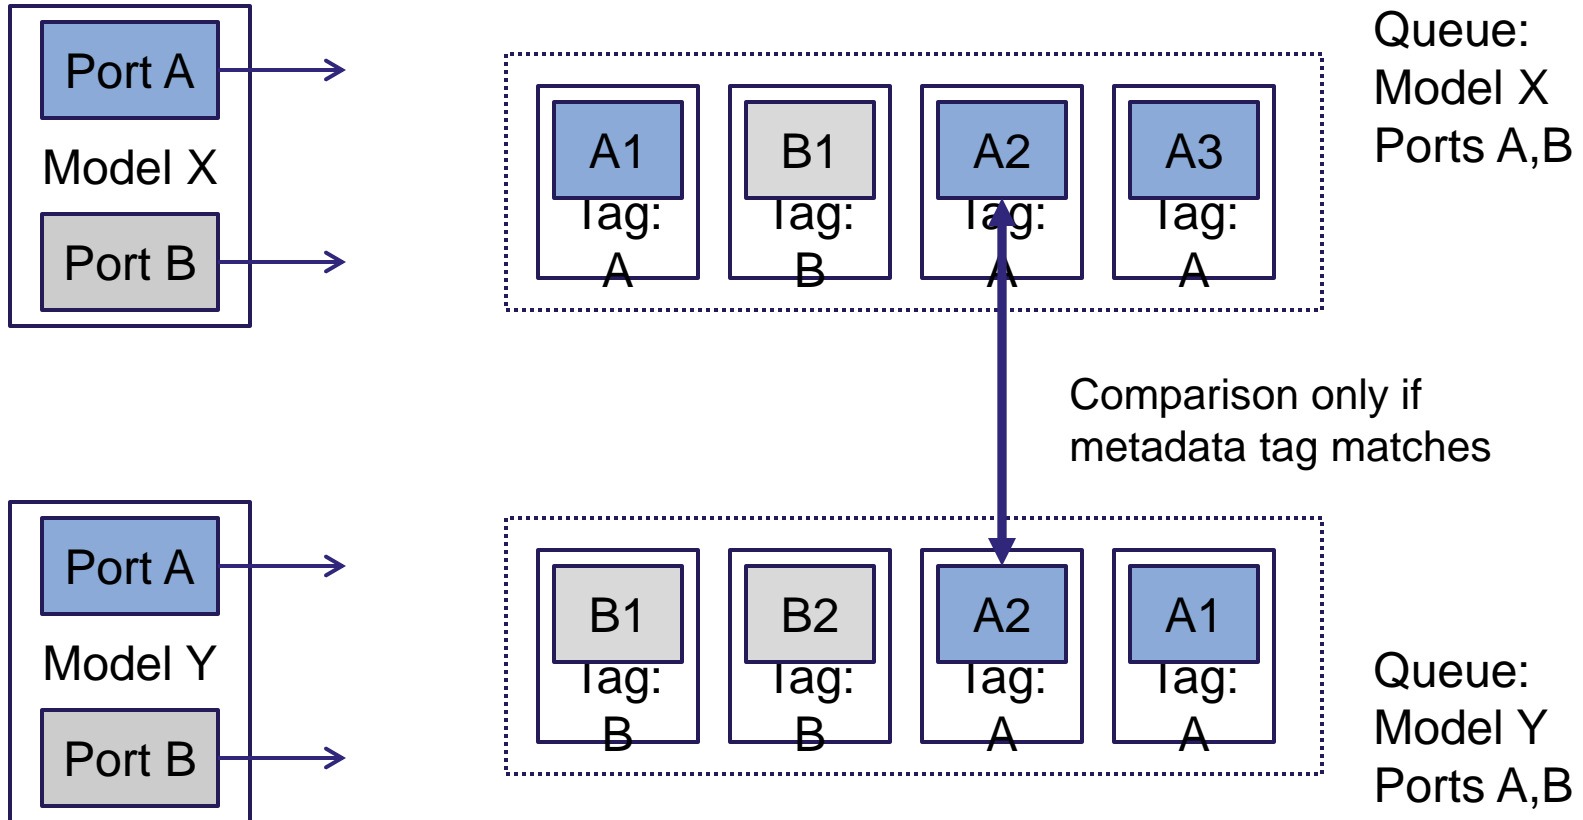 Port A
Model X
Port B
A1
Tag:
A
B1
Tag:
B
A2
Tag:
A
A3
Tag:
A
Queue:
Model X
Ports A,B
Comparison only if
metadata tag matches
Port A
Model Y
Port B
B1
Tag:
B
B2
Tag:
B
A2
Tag:
A
A1
Tag:
A
Queue:
Model Y
Ports A,B